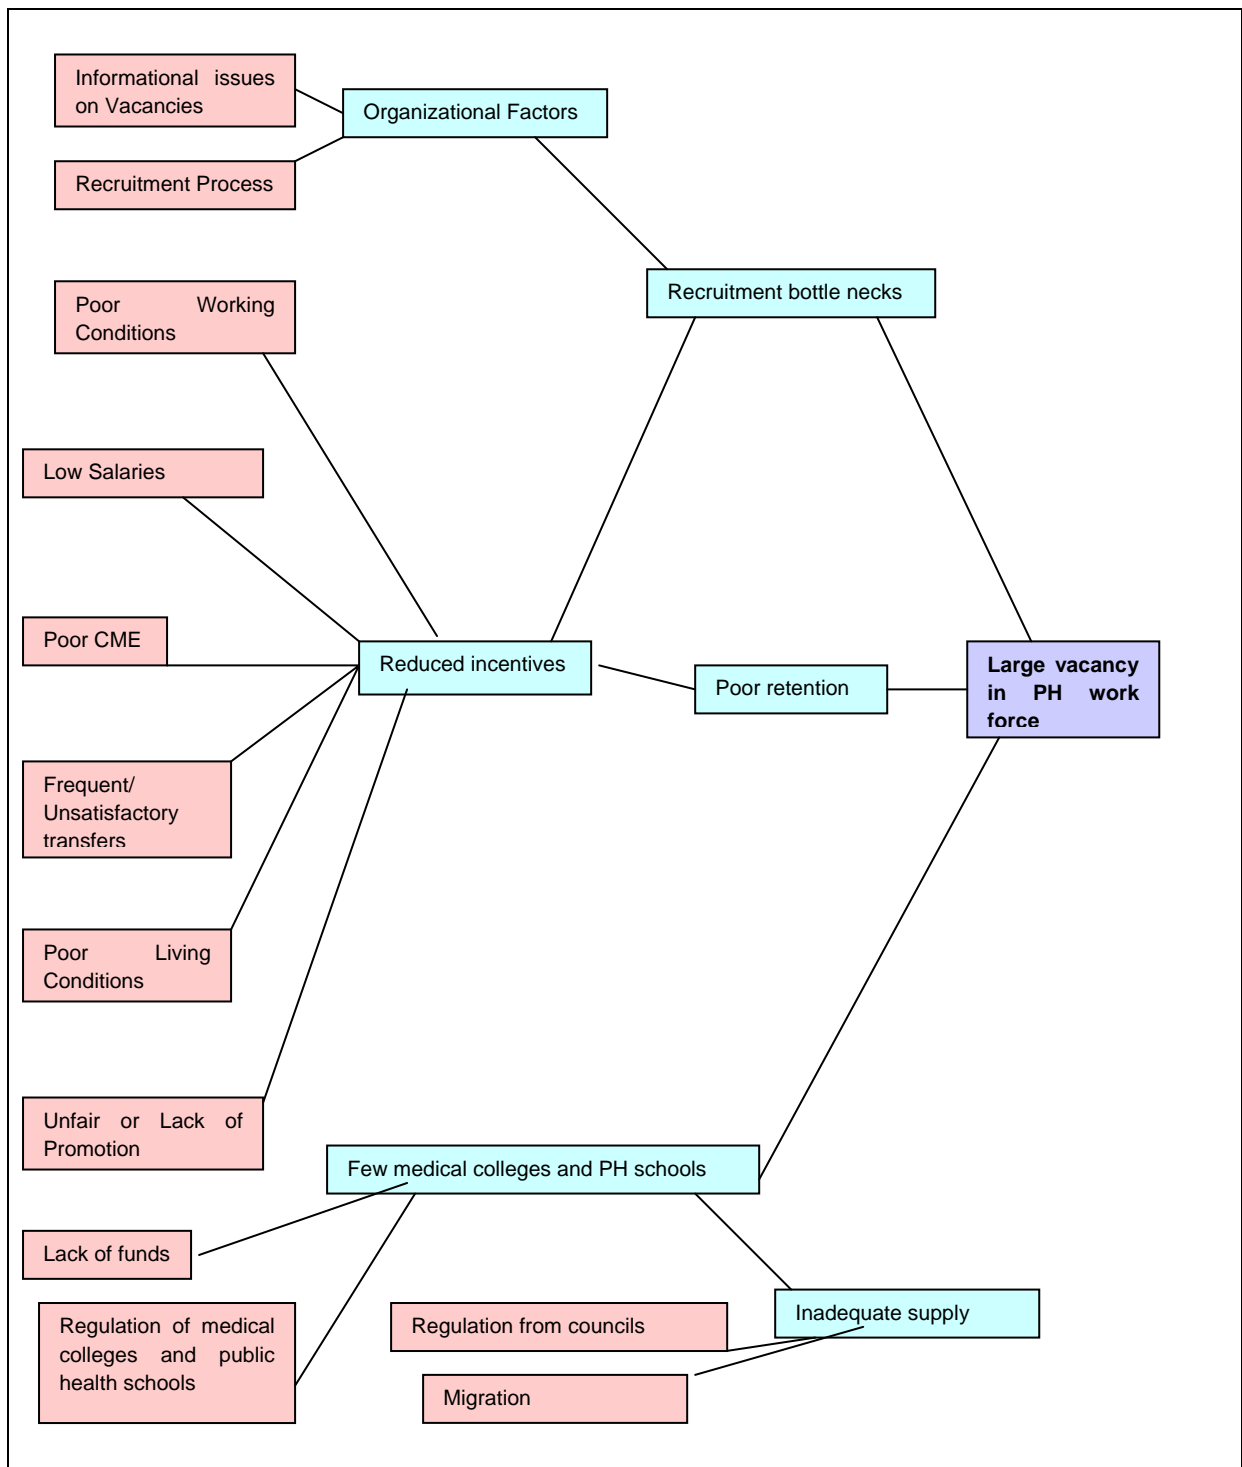 Informational issues
on Vacancies
Organizational Factors
Recruitment Process
Recruitment bottle necks
Poor Working
Conditions
Low Salaries
Poor CME
Reduced incentives
Poor retention
Large vacancy
in PH work
force
Frequent/
Unsatisfactory
transfers
Poor Living
Conditions
Unfair or Lack of
Promotion
Few medical colleges and PH schools
Lack of funds
Regulation of medical
colleges and public
health schools
Regulation from councils
Inadequate supply
Migration